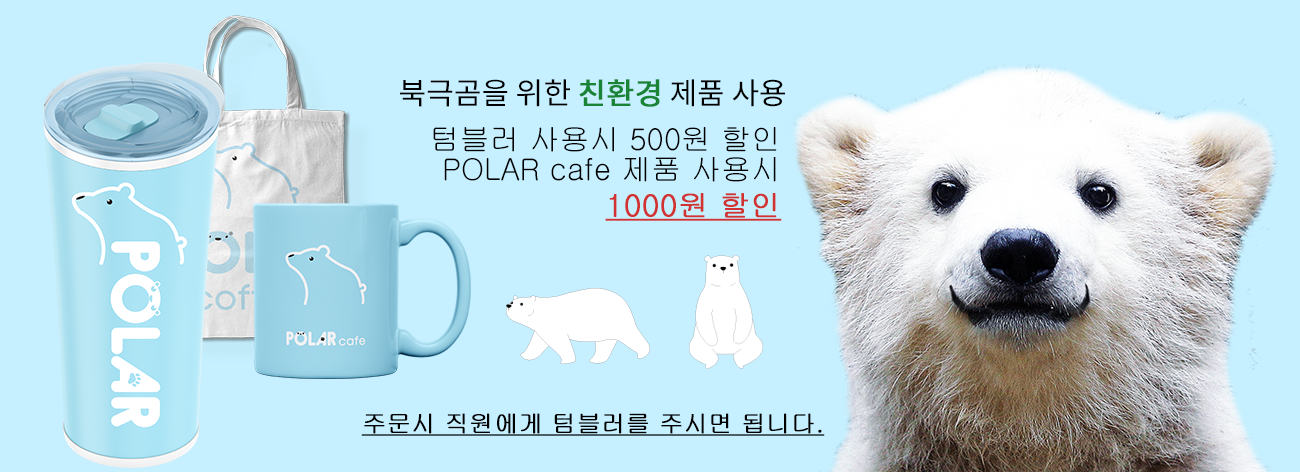 북극곰을 위한 친환경 제품 사용
텀블러 사용시 500원 할인
POLAR cafe 제품 사용시
1000원 할인
주문시 직원에게 텀블러를 주시면 됩니다.
POLAR
POLAR cafe